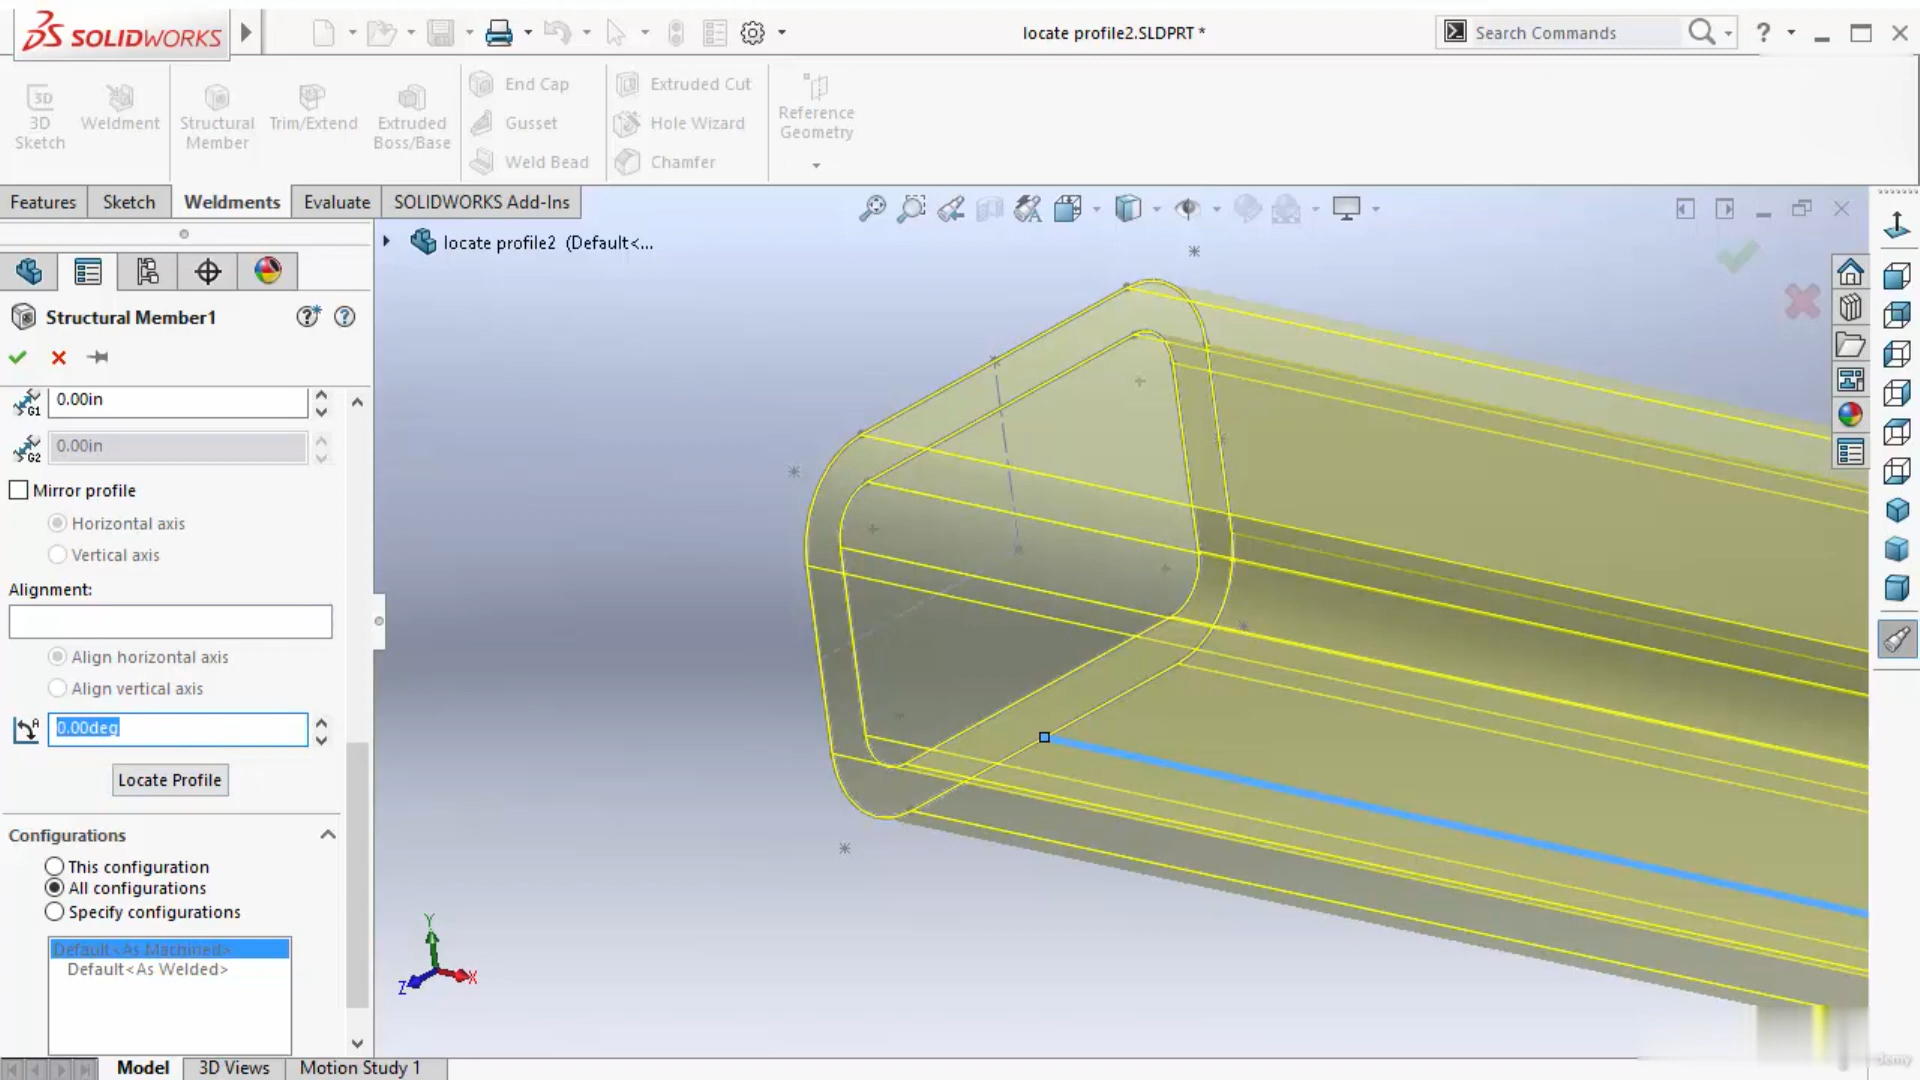 SOLIDWORKS
locate profile2.SLDPRT *
Search Commands
?
3D
Sketch
Weldment
Structural
Member
Trim/Extend
Extruded
Boss/Base
End Cap
Gusset
Weld Bead
Extruded Cut
Hole Wizard
Chamfer
Reference
Geometry
Features
Sketch
Weldments
Evaluate
SOLIDWORKS Add-Ins
locate profile2 (Default<...
Structural Member1
G1
0.00in
G2
0.00in
Mirror profile
Horizontal axis
Vertical axis
Alignment:
Align horizontal axis
Align vertical axis
0.00deg
Locate Profile
Configurations
This configuration
All configurations
Specify configurations
Default<As Machined>
Default<As Welded>
Y
X
Z
Model
3D Views
Motion Study 1